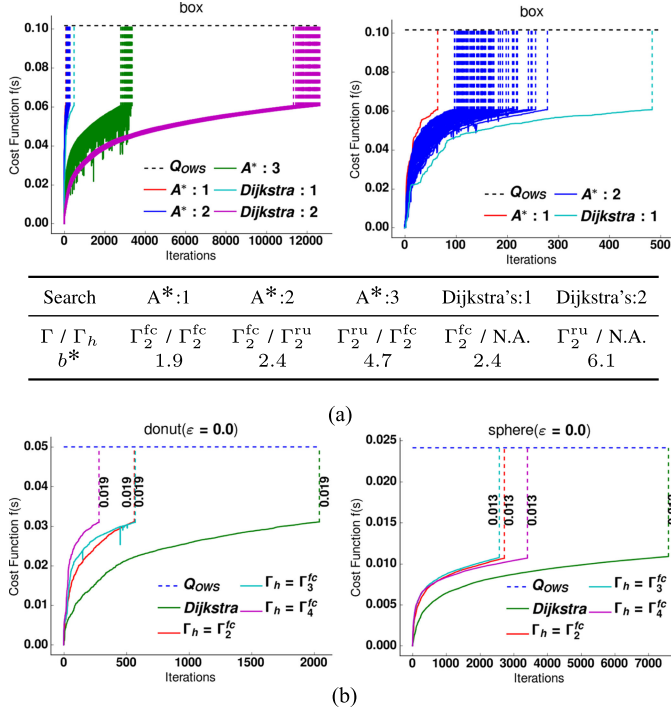 box
0.10
0.08
0.06
0.04
0.02
0.00
Cost Function f(s)
Q_OWS
A* : 1
A* : 2
A* : 3
Dijkstra : 1
Dijkstra : 2
0 2000 4000 6000 8000 10000 12000
Iterations
box
0.10
0.08
0.06
0.04
0.02
0.00
Cost Function f(s)
Q_OWS
A* : 1
A* : 2
Dijkstra : 1
0 100 200 300 400 500
Iterations
Search A*:1 A*:2 A*:3 Dijkstra's:1 Dijkstra's:2
Γ / Γ_h Γ_2^fc / Γ_2^fc Γ_2^fc / Γ_2^ru Γ_2^ru / Γ_2^fc Γ_2^fc / N.A. Γ_2^ru / N.A.
b* 1.9 2.4 4.7 2.4 6.1
(a)
donut(ε = 0.0)
0.05
0.04
0.03
0.02
0.01
0.00
Cost Function f(s)
0.019
0.019
0.019
0.019
Q_OWS
Dijkstra
Γ_h = Γ_2^fc
Γ_h = Γ_3^fc
Γ_h = Γ_4^fc
0 500 1000 1500 2000
Iterations
sphere(ε = 0.0)
0.025
0.020
0.015
0.010
0.005
0.000
Cost Function f(s)
0.013
0.013
0.013
Q_OWS
Dijkstra
Γ_h = Γ_2^fc
Γ_h = Γ_3^fc
Γ_h = Γ_4^fc
0 1000 2000 3000 4000 5000 6000 7000
Iterations
(b)